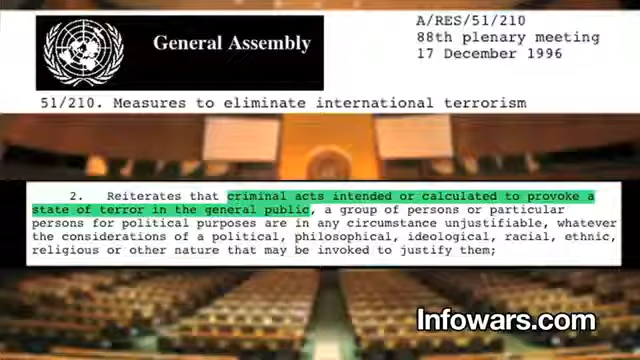 General Assembly
A/RES/51/210
88th plenary meeting
17 December 1996
51/210. Measures to eliminate international terrorism
2. Reiterates that criminal acts intended or calculated to provoke a
state of terror in the general public, a group of persons or particular
persons for political purposes are in any circumstance unjustifiable, whatever
the considerations of a political, philosophical, ideological, racial, ethnic,
religious or other nature that may be invoked to justify them;
Infowars.com